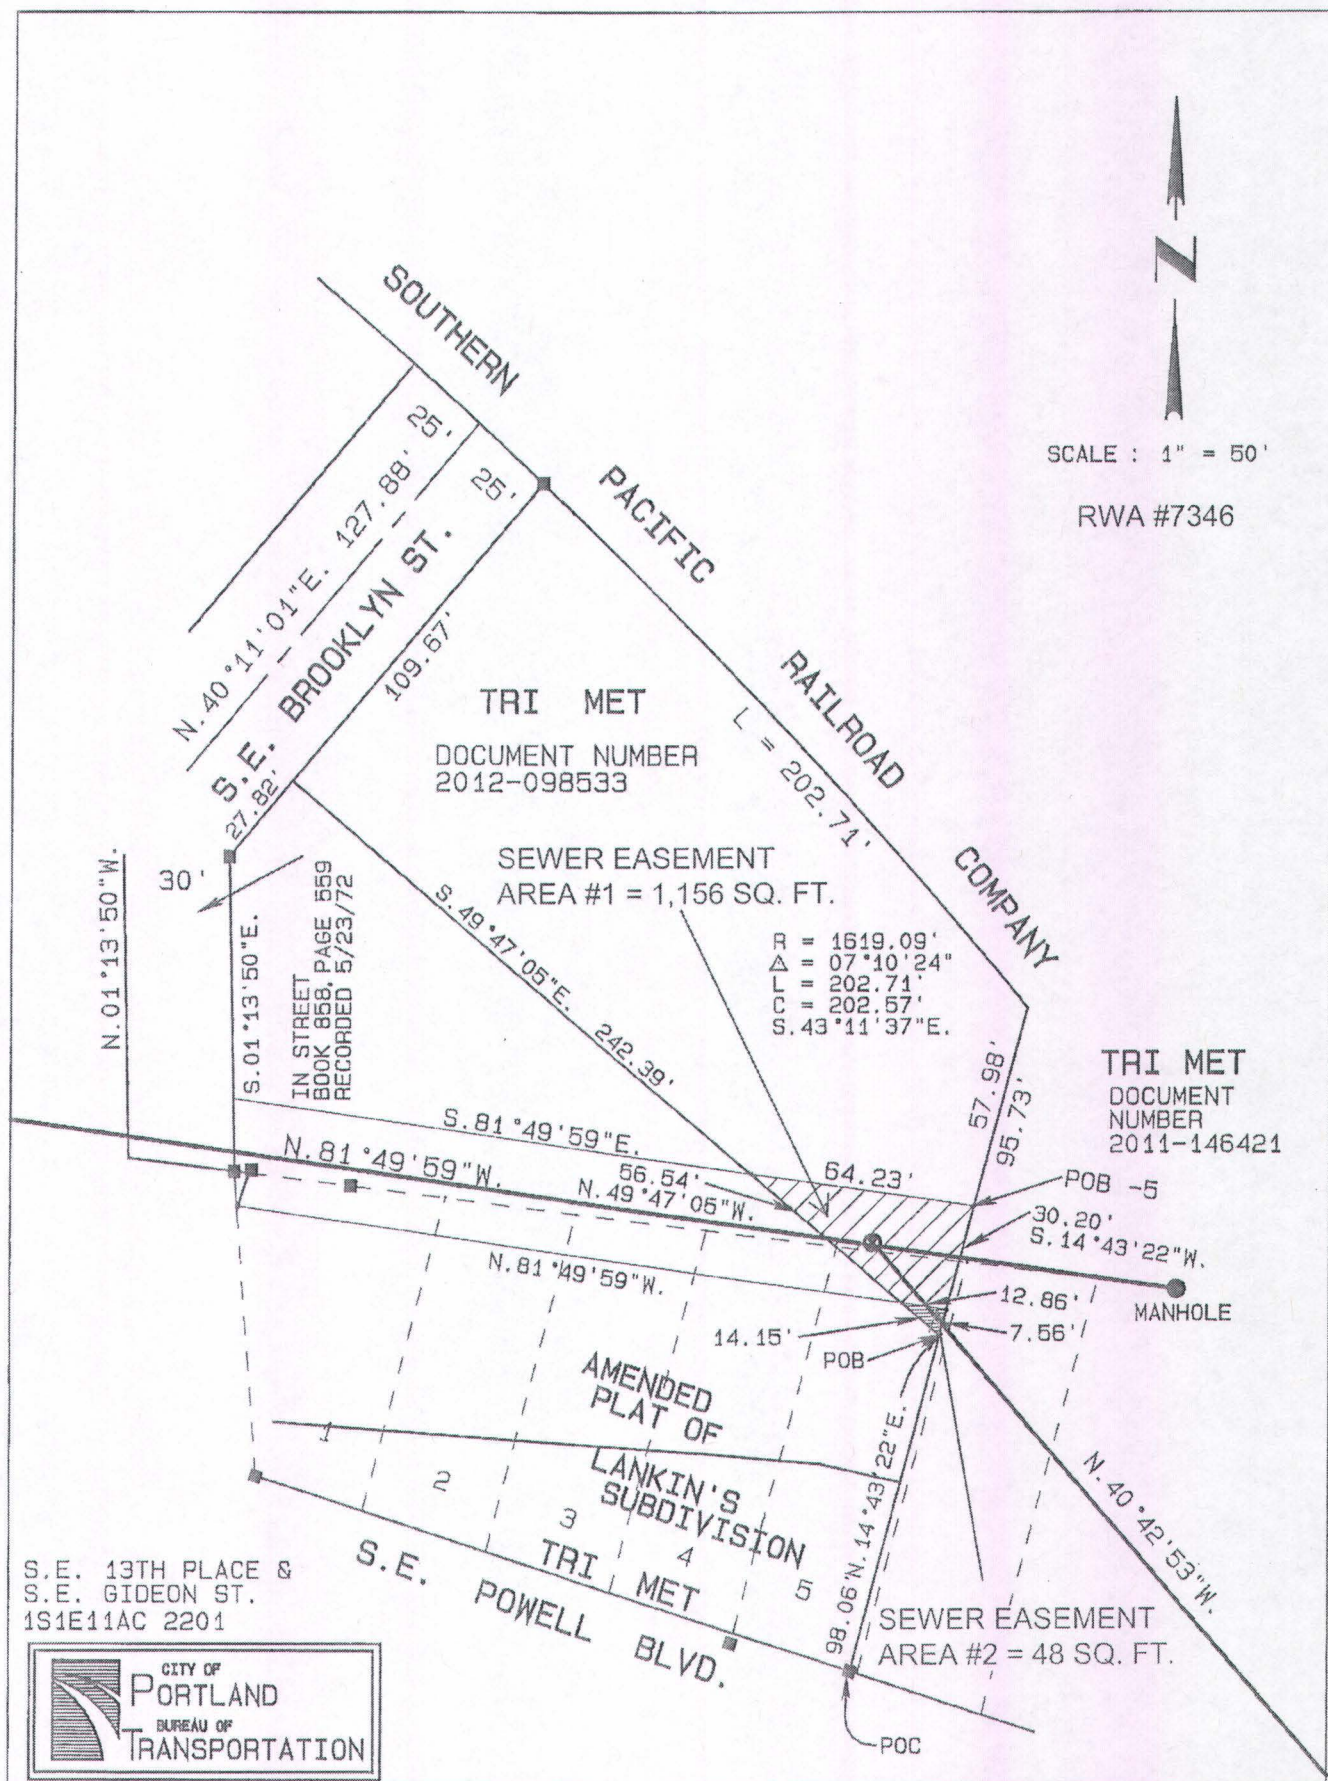 N
SCALE : 1" = 50'
RWA #7346
SOUTHERN
PACIFIC
RAILROAD
COMPANY
25'
25'
N.40°11'01"E. 127.88'
S.E. BROOKLYN ST.
109.67'
27.82'
TRI MET
DOCUMENT NUMBER
2012-098533
L = 202.71'
SEWER EASEMENT
AREA #1 = 1,156 SQ. FT.
R = 1619.09'
Δ = 07°10'24"
L = 202.71'
C = 202.57'
S.43°11'37"E.
30'
N.01°13'50"W.
S.01°13'50"E.
IN STREET
BOOK 858, PAGE 559
RECORDED 5/23/72
S.49°47'05"E. 242.39'
57.98'
95.73'
TRI MET
DOCUMENT
NUMBER
2011-146421
S.81°49'59"E.
N.81°49'59"W.
56.54'
N.49°47'05"W.
64.23'
POB -5
30.20'
S.14°43'22"W.
N.81°49'59"W.
12.86'
MANHOLE
14.15'
7.56'
POB
AMENDED
PLAT OF
LANKIN'S
SUBDIVISION
1
2
3
4
5
TRI MET
S.E. POWELL BLVD.
98.06 N.14°43'22"E.
N.40°42'53"W.
SEWER EASEMENT
AREA #2 = 48 SQ. FT.
POC
S.E. 13TH PLACE &
S.E. GIDEON ST.
1S1E11AC 2201
CITY OF
PORTLAND
BUREAU OF
TRANSPORTATION